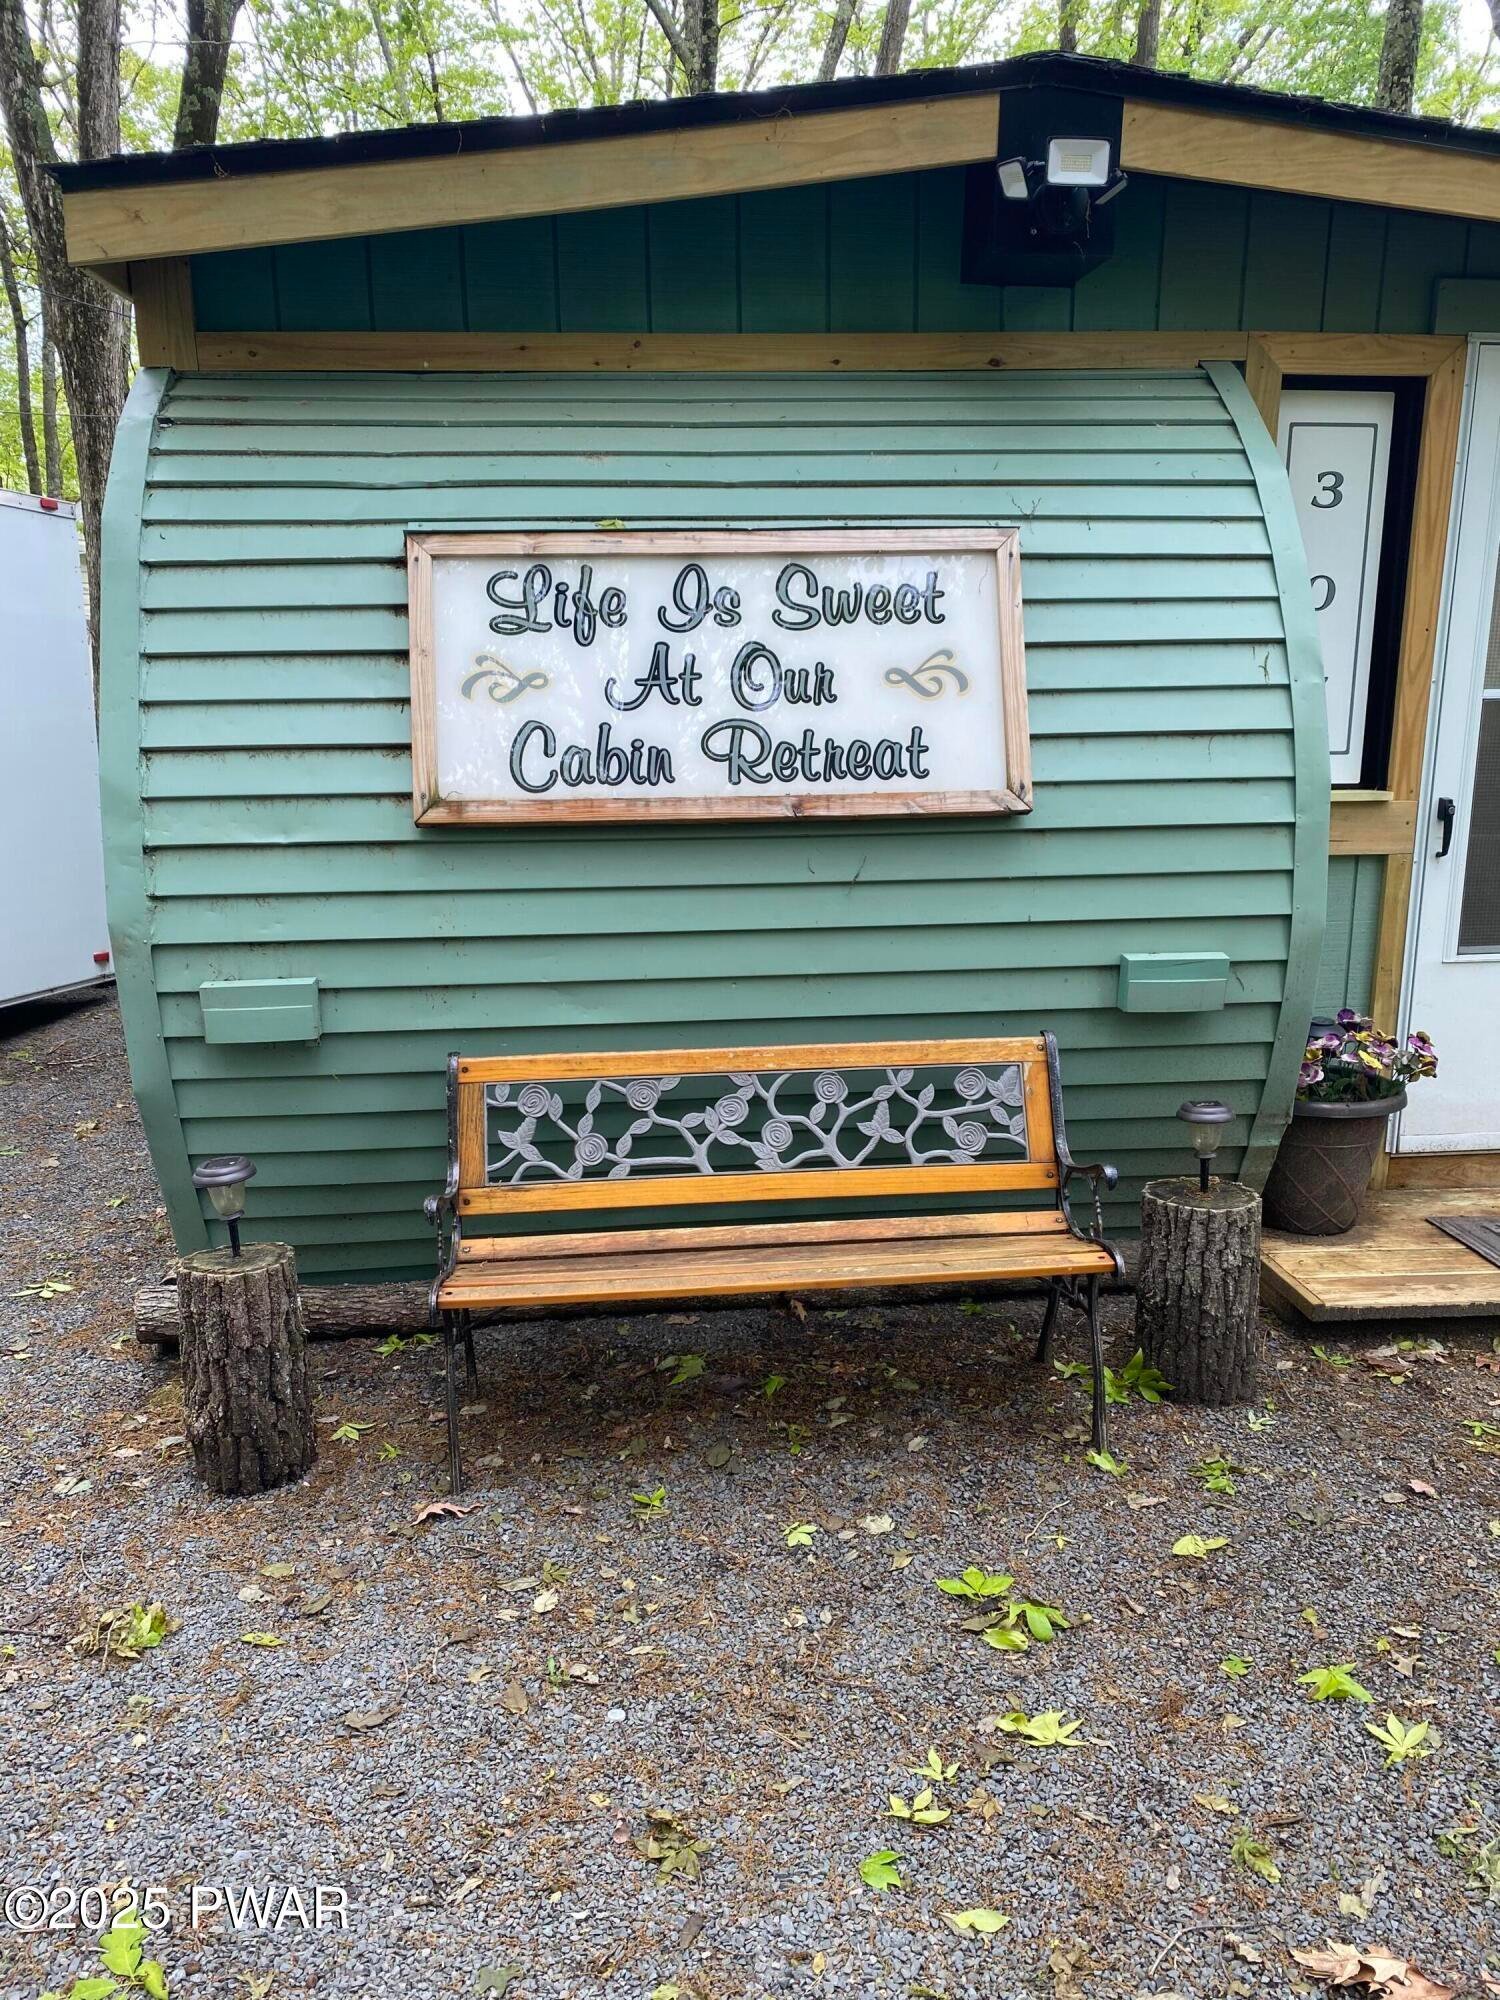 Life Is Sweet
At Our
Cabin Retreat
3
0
©2025 PWAR